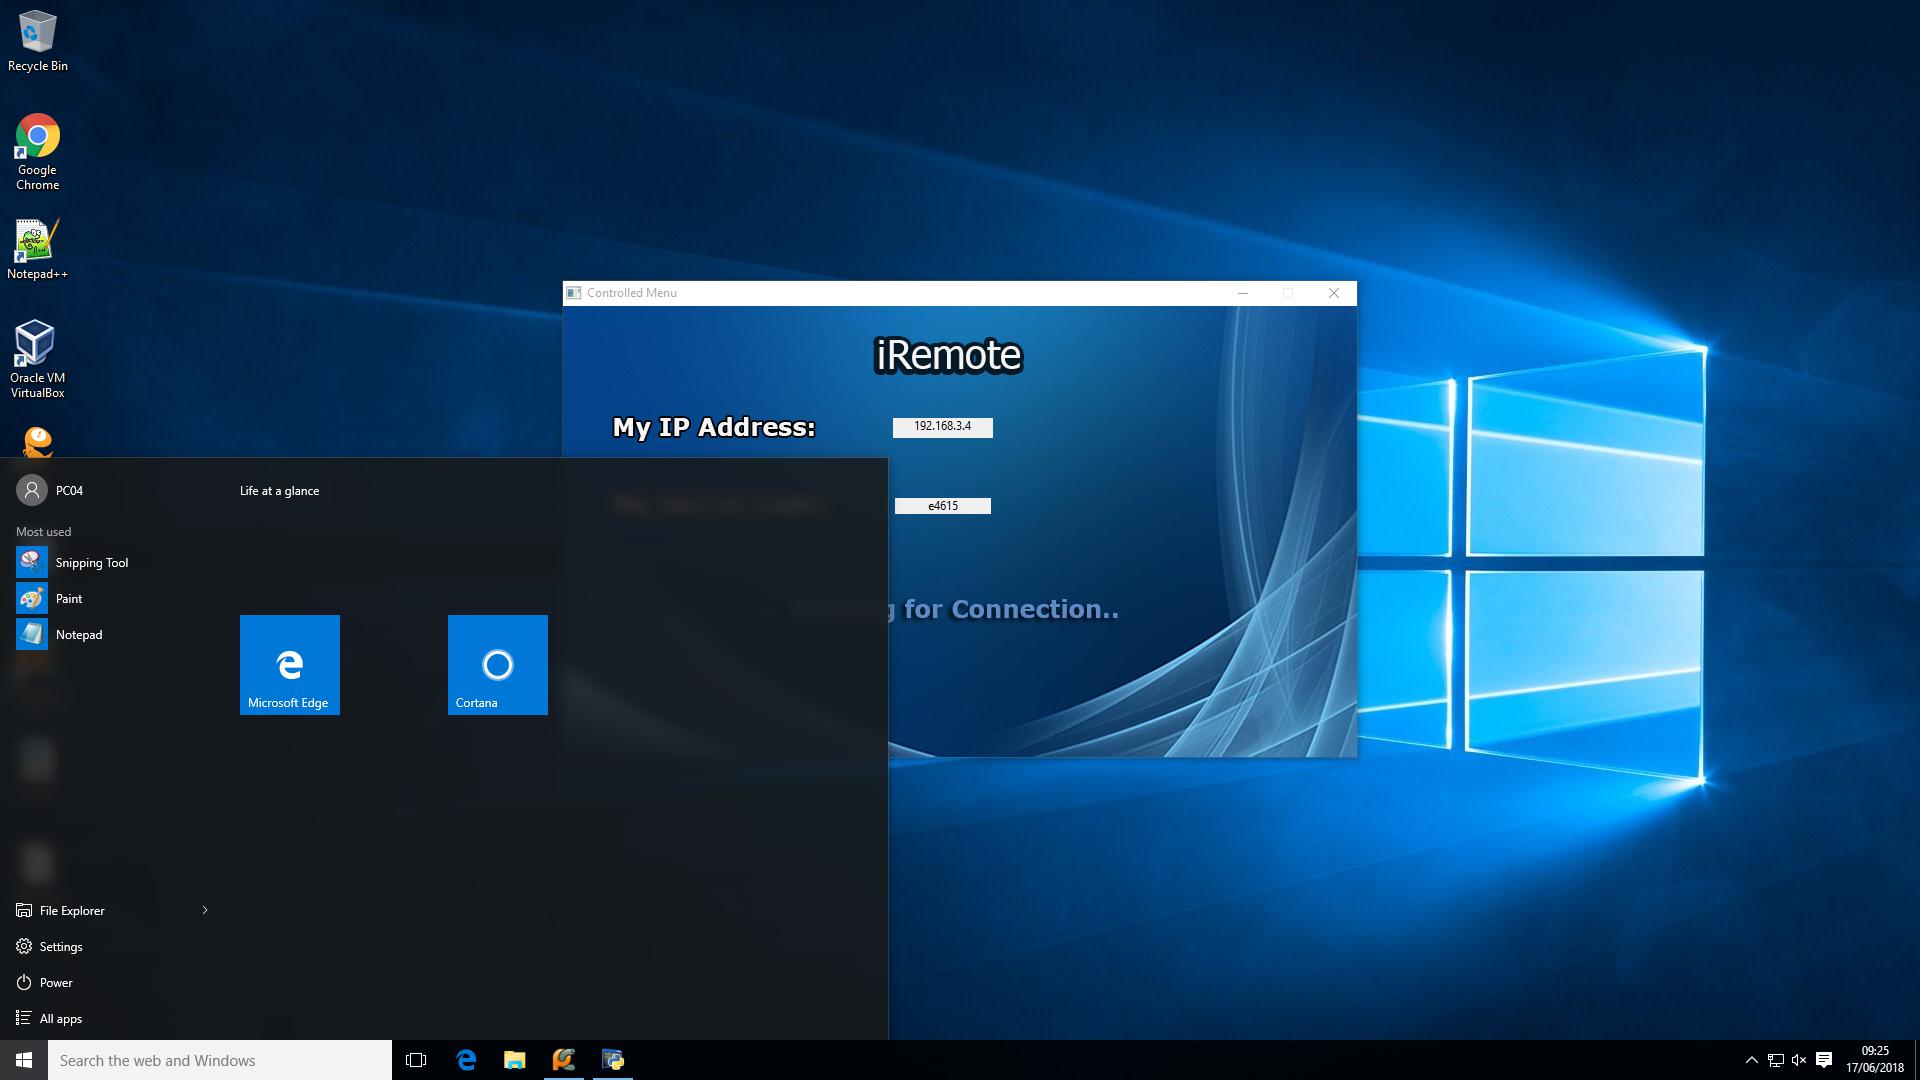 Recycle Bin
Google
Chrome
Notepad++
Oracle VM
VirtualBox
Controlled Menu
iRemote
My IP Address:
192.168.3.4
e4615
for Connection..
PC04
Life at a glance
Most used
Snipping Tool
Paint
Notepad
Microsoft Edge
Cortana
File Explorer
Settings
Power
All apps
Search the web and Windows
09:25
17/06/2018